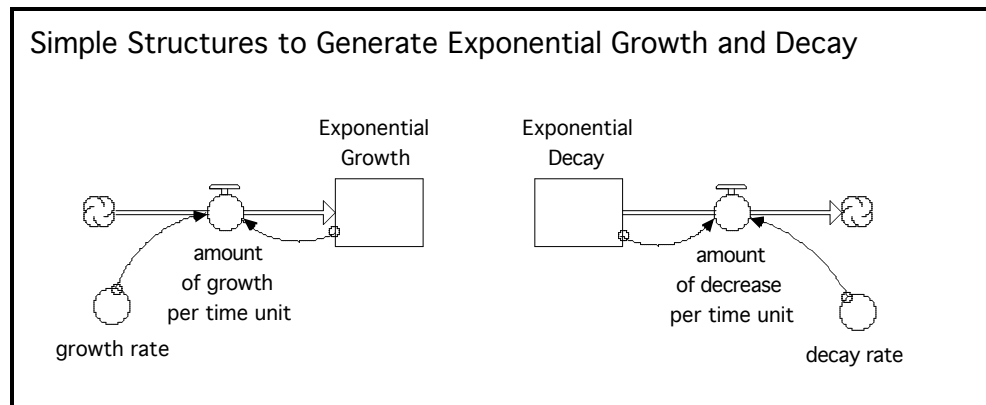 Simple Structures to Generate Exponential Growth and Decay
Exponential
Growth
amount
of growth
per time unit
growth rate
Exponential
Decay
amount
of decrease
per time unit
decay rate